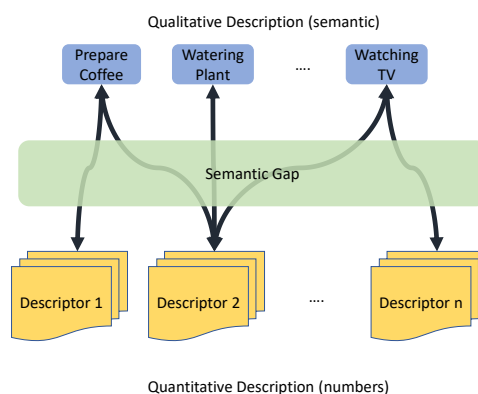 Qualitative Description (semantic)
Prepare
Coffee
Watering
Plant
....
Watching
TV
Semantic Gap
Descriptor 1
Descriptor 2
....
Descriptor n
Quantitative Description (numbers)